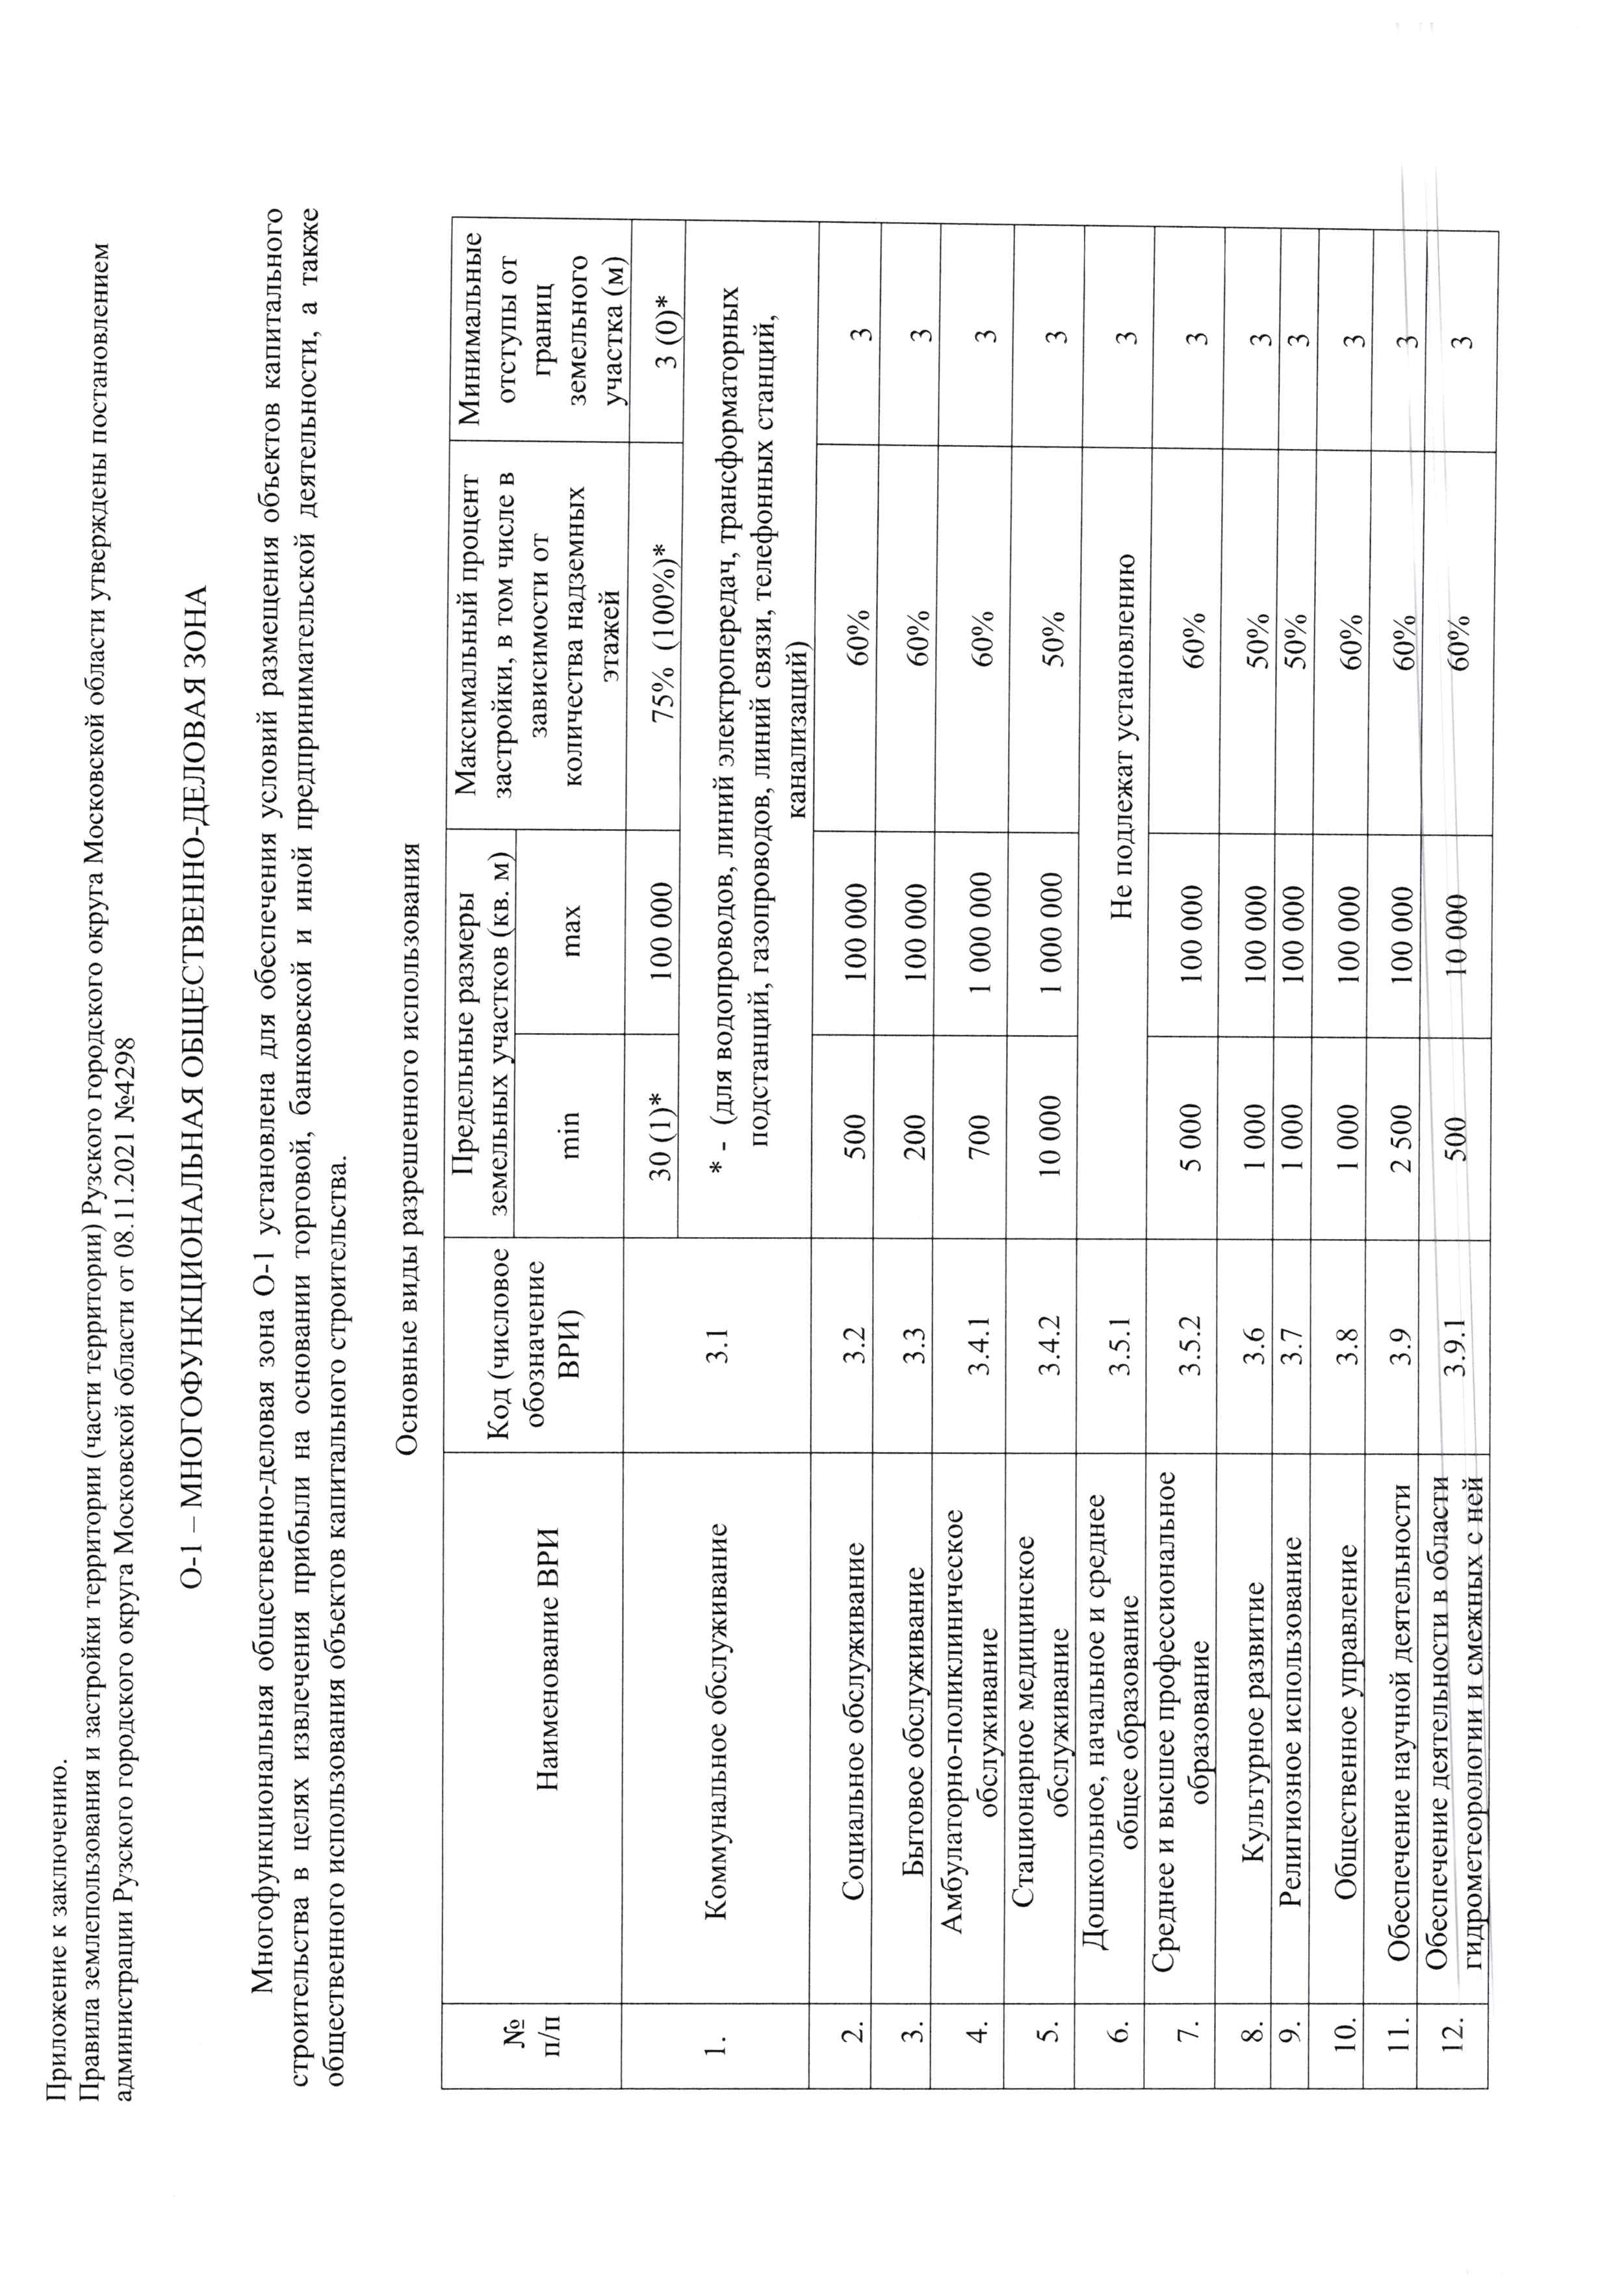 Приложение к заключению.
Правила землепользования и застройки территории (части территории) Рузского городского округа Московской области утверждены постановлением
администрации Рузского городского округа Московской области от 08.11.2021 №4298
О-1 – МНОГОФУНКЦИОНАЛЬНАЯ ОБЩЕСТВЕННО-ДЕЛОВАЯ ЗОНА
Многофункциональная общественно-деловая зона О-1 установлена для обеспечения условий размещения объектов капитального
строительства в целях извлечения прибыли на основании торговой, банковской и иной предпринимательской деятельности, а также
общественного использования объектов капитального строительства.
Основные виды разрешенного использования
№
п/п
Наименование ВРИ
Код (числовое
обозначение
ВРИ)
Предельные размеры
земельных участков (кв. м)
min
max
Максимальный процент
застройки, в том числе в
зависимости от
количества надземных
этажей
Минимальные
отступы от
границ
земельного
участка (м)
1. Коммунальное обслуживание 3.1 30 (1)* 100 000 75% (100%)* 3 (0)*
* - (для водопроводов, линий электропередач, трансформаторных
подстанций, газопроводов, линий связи, телефонных станций,
канализаций)
2. Социальное обслуживание 3.2 500 100 000 60% 3
3. Бытовое обслуживание 3.3 200 100 000 60% 3
4. Амбулаторно-поликлиническое
обслуживание 3.4.1 700 1 000 000 60% 3
5. Стационарное медицинское
обслуживание 3.4.2 10 000 1 000 000 50% 3
6. Дошкольное, начальное и среднее
общее образование 3.5.1 Не подлежат установлению 3
7. Среднее и высшее профессиональное
образование 3.5.2 5 000 100 000 60% 3
8. Культурное развитие 3.6 1 000 100 000 50% 3
9. Религиозное использование 3.7 1 000 100 000 50% 3
10. Общественное управление 3.8 1 000 100 000 60% 3
11. Обеспечение научной деятельности 3.9 2 500 100 000 60% 3
12. Обеспечение деятельности в области
гидрометеорологии и смежных с ней 3.9.1 500 10 000 60% 3